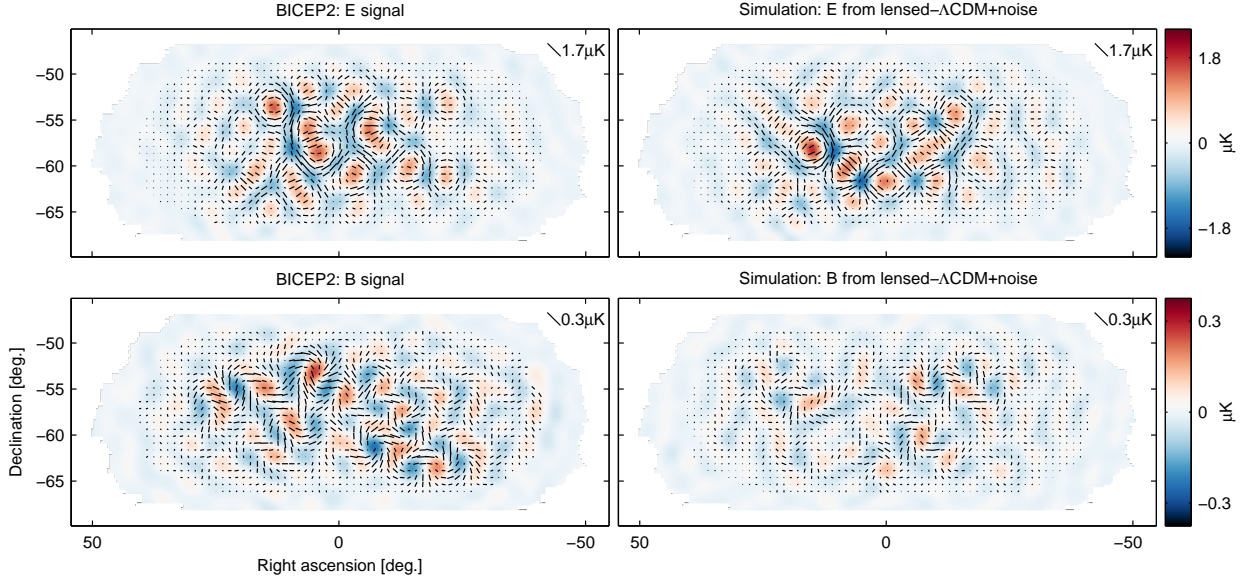 BICEP2: E signal
Simulation: E from lensed−ΛCDM+noise
1.7μK
1.7μK
−50
−55
−60
−65
1.8
0
−1.8
μK
BICEP2: B signal
Simulation: B from lensed−ΛCDM+noise
0.3μK
0.3μK
Declination [deg.]
−50
−55
−60
−65
0.3
0
−0.3
μK
50
0
−50
50
0
−50
Right ascension [deg.]